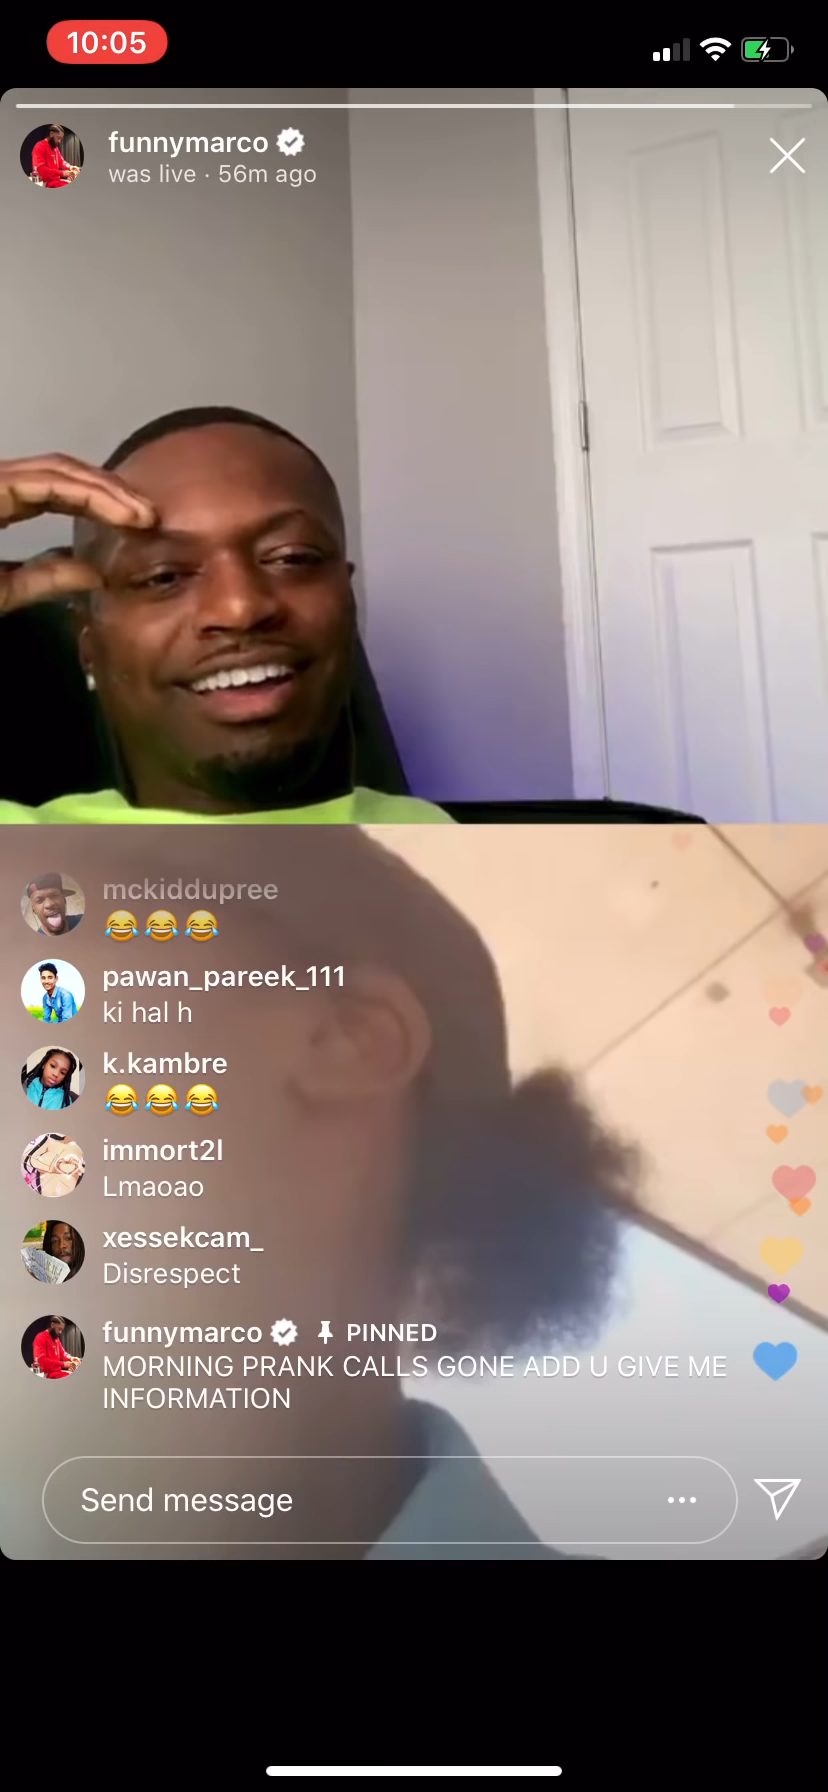 10:05
funnymarco
was live · 56m ago
mckiddupree
😂😂😂
pawan_pareek_111
ki hal h
k.kambre
😂😂😂
immort2l
Lmaoao
xessekcam_
Disrespect
funnymarco PINNED
MORNING PRANK CALLS GONE ADD U GIVE ME
INFORMATION
Send message